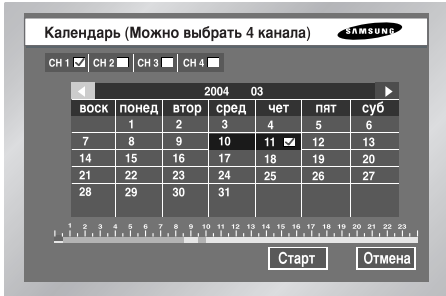 Календарь (Можно выбрать 4 канала) SAMSUNG
CH 1 CH 2 CH 3 CH 4
2004 03
воск понед втор сред чет пят суб
1 2 3 4 5 6
7 8 9 10 11 12 13
14 15 16 17 18 19 20
21 22 23 24 25 26 27
28 29 30 31
1 2 3 4 5 6 7 8 9 10 11 12 13 14 15 16 17 18 19 20 21 22 23
Старт Отмена